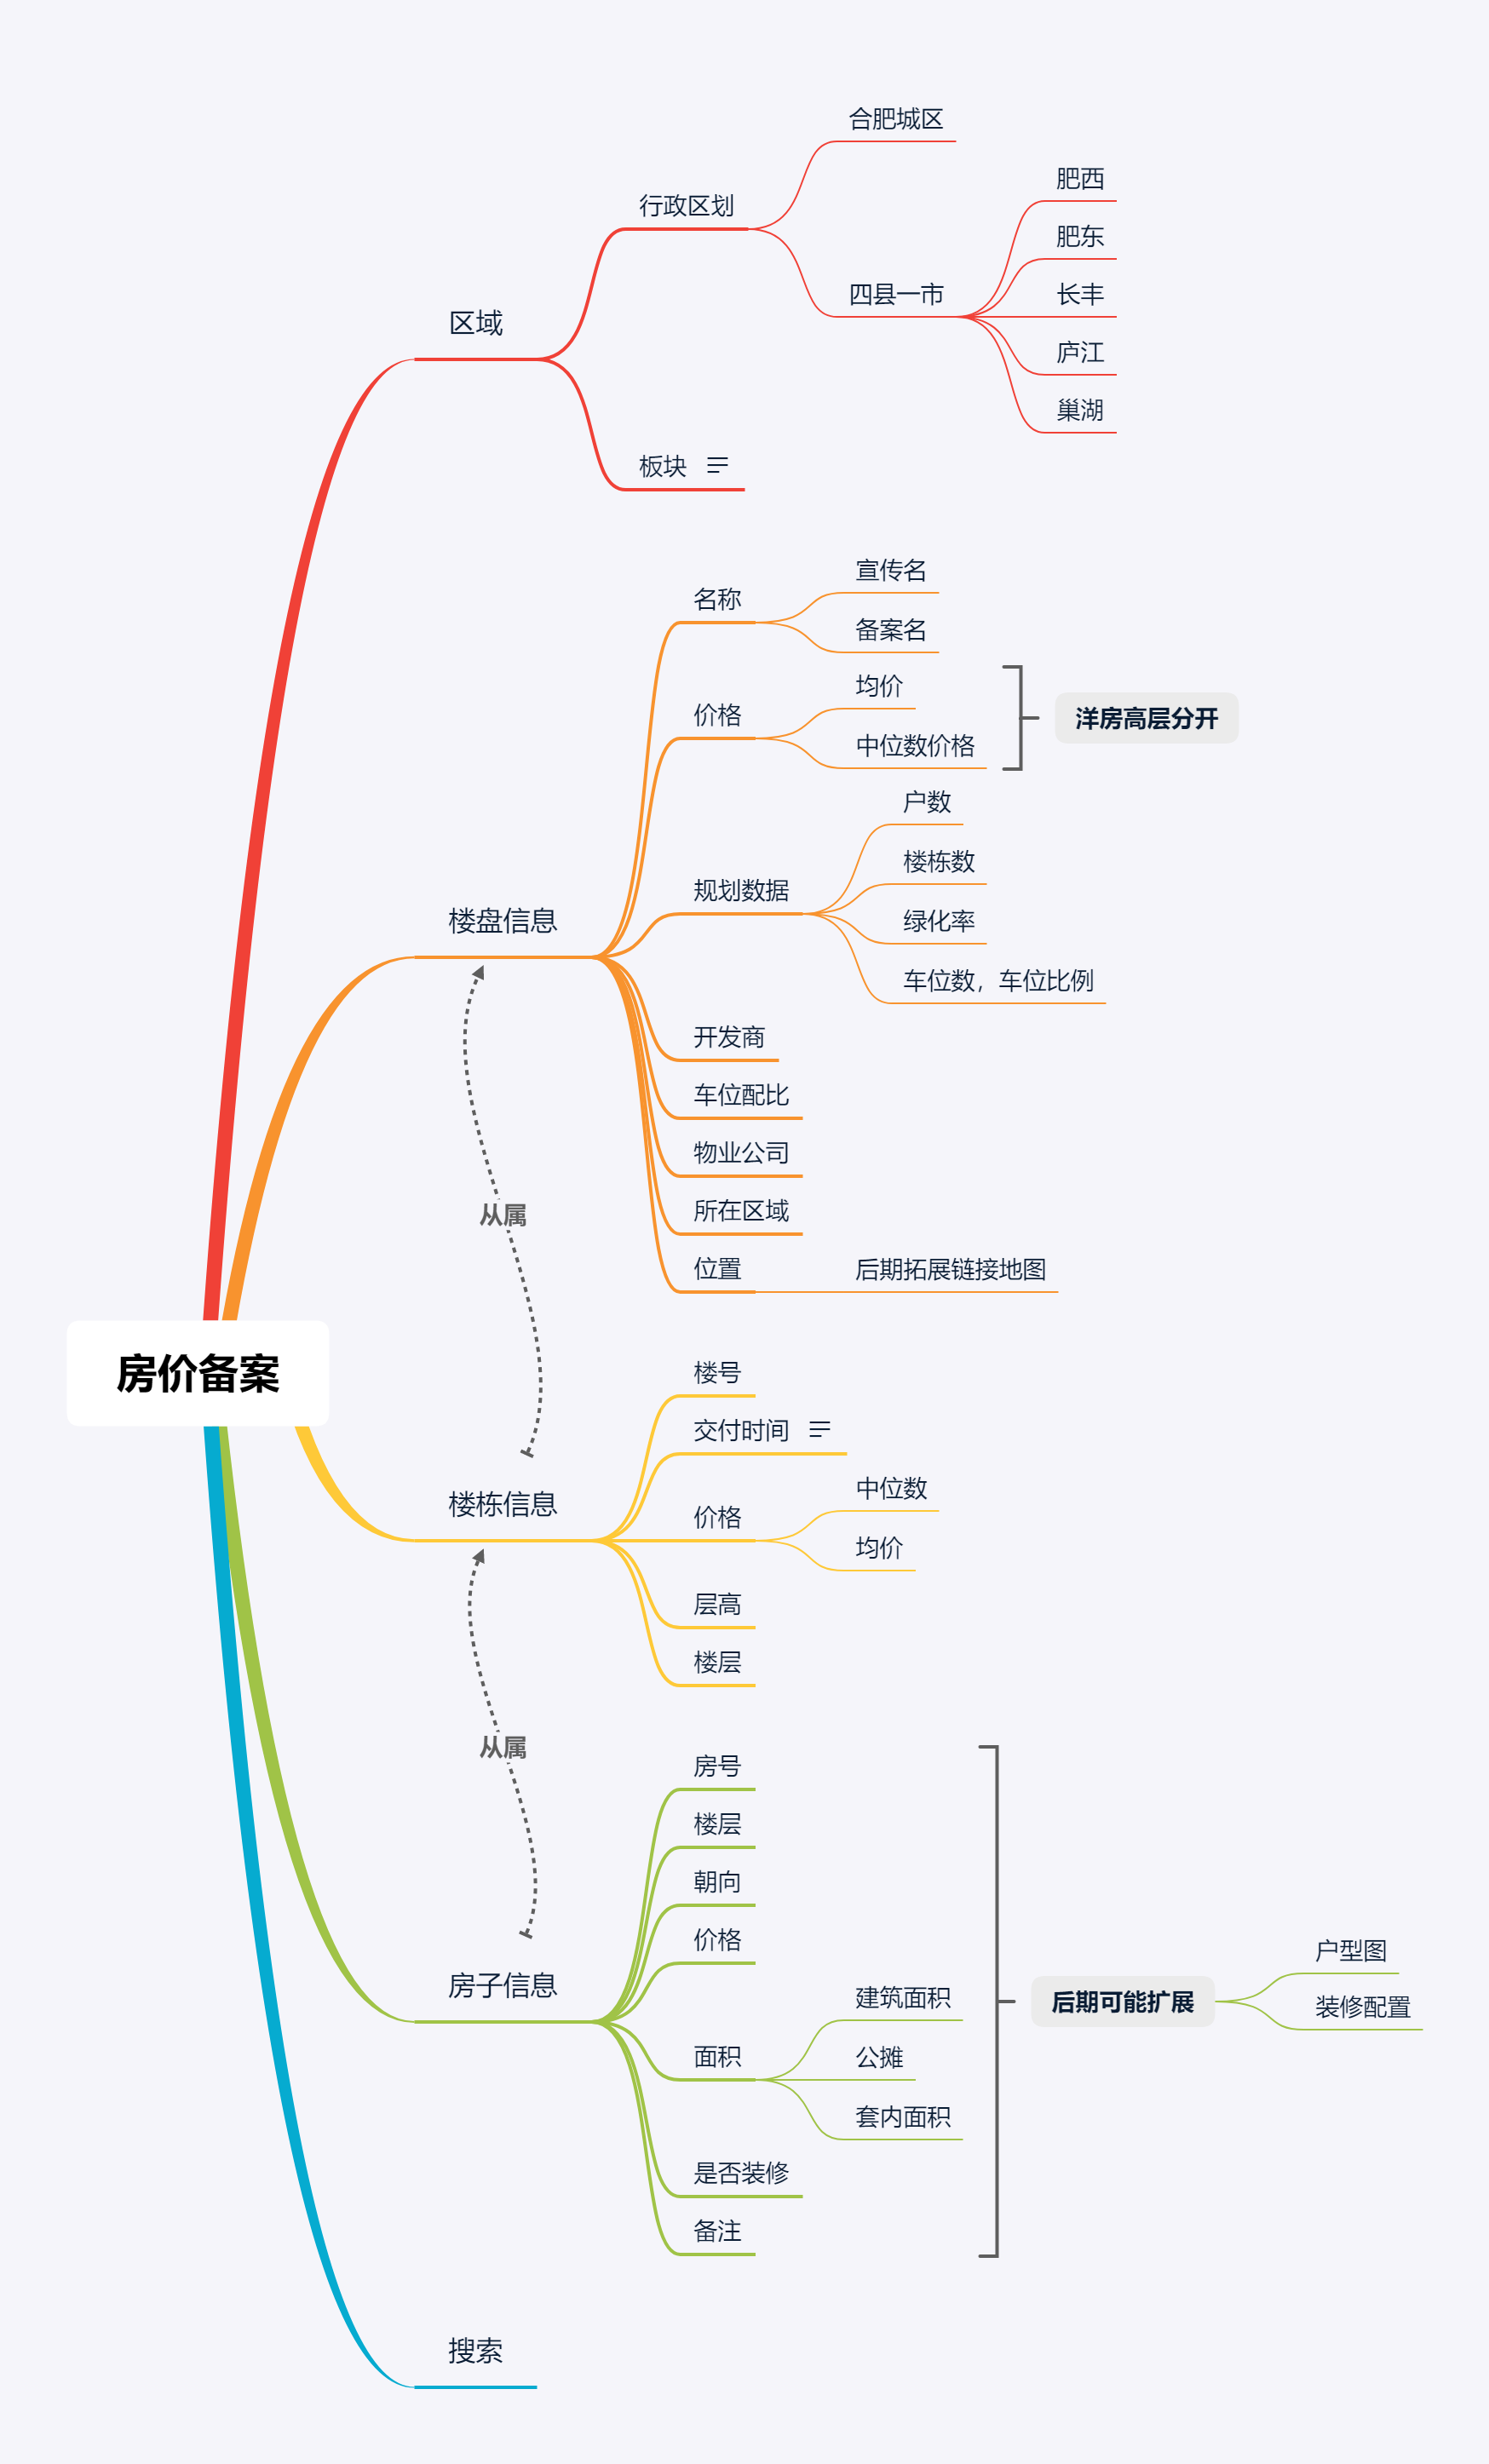 房价备案
区域
行政区划
合肥城区
四县一市
肥西
肥东
长丰
庐江
巢湖
板块
楼盘信息
名称
宣传名
备案名
价格
均价
中位数价格
洋房高层分开
规划数据
户数
楼栋数
绿化率
车位数，车位比例
开发商
车位配比
物业公司
所在区域
位置
后期拓展链接地图
从属
楼栋信息
楼号
交付时间
价格
中位数
均价
层高
楼层
从属
房子信息
房号
楼层
朝向
价格
面积
建筑面积
公摊
套内面积
是否装修
备注
后期可能扩展
户型图
装修配置
搜索